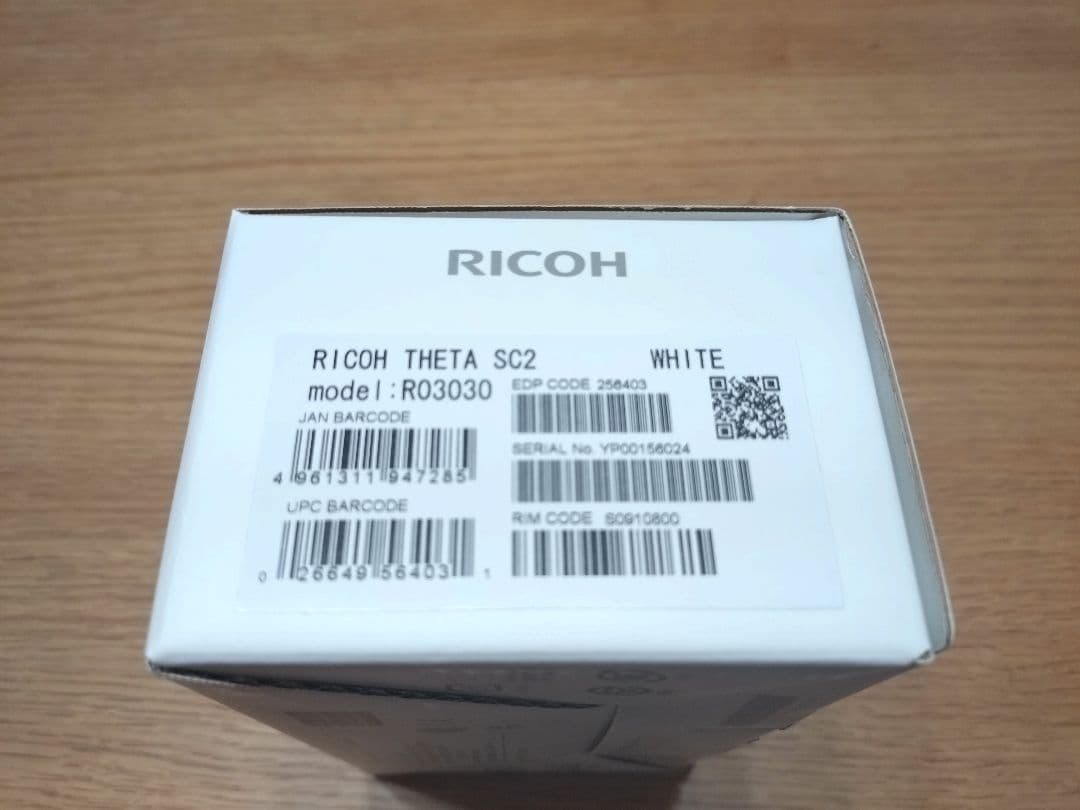 RICOH
RICOH THETA SC2 WHITE
model:R03030
EDP CODE 256403
JAN BARCODE
4 961311 947285
SERIAL No. YP00156024
UPC BARCODE
0 26649 56403 1
RIM CODE S0910800